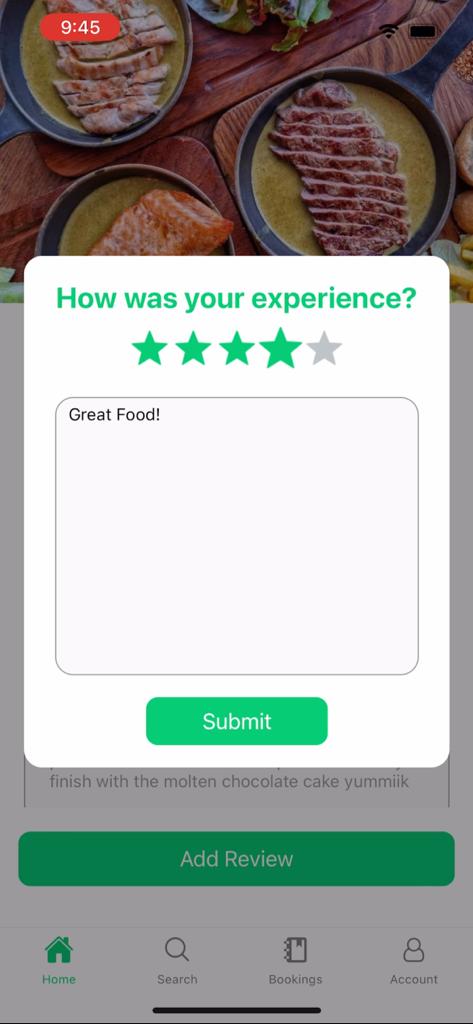 9:45
How was your experience?
Great Food!
Submit
finish with the molten chocolate cake yummiik
Add Review
Home
Search
Bookings
Account